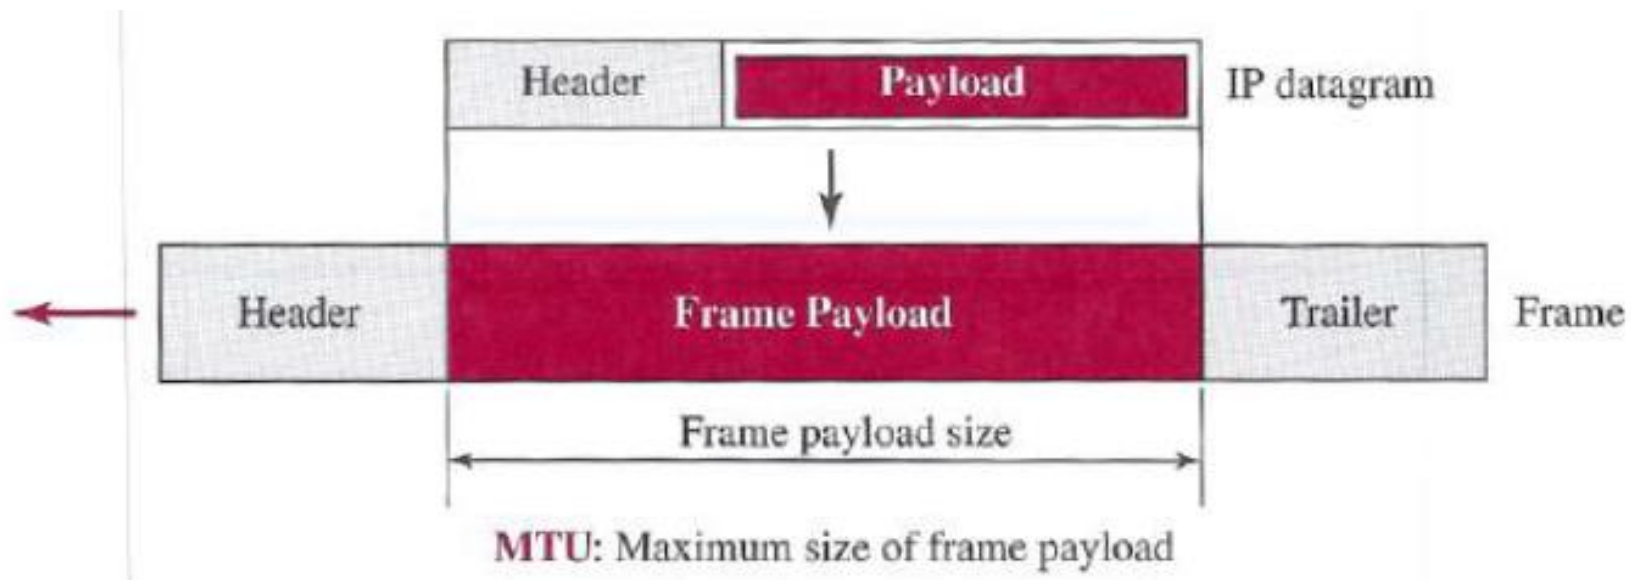 Header Payload IP datagram
Header Frame Payload Trailer Frame
Frame payload size
MTU: Maximum size of frame payload